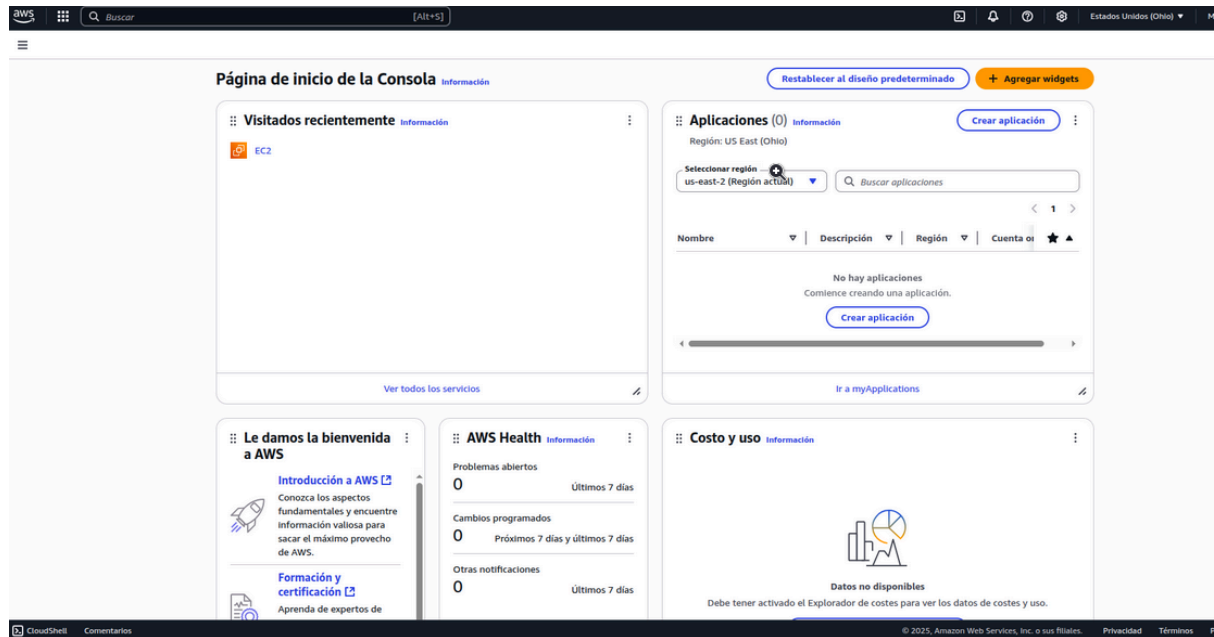 aws
Buscar [Alt+S]
Estados Unidos (Ohio)
Página de inicio de la Consola Información
Restablecer al diseño predeterminado
+ Agregar widgets
Visitados recientemente Información
EC2
Ver todos los servicios
Aplicaciones (0) Información
Crear aplicación
Región: US East (Ohio)
Seleccionar región
us-east-2 (Región actual)
Buscar aplicaciones
1
Nombre Descripción Región Cuenta
No hay aplicaciones
Comience creando una aplicación.
Crear aplicación
Ir a myApplications
Le damos la bienvenida
a AWS
Introducción a AWS
Conozca los aspectos
fundamentales y encuentre
información valiosa para
sacar el máximo provecho
de AWS.
Formación y
certificación
Aprenda de expertos de
AWS Health Información
Problemas abiertos
0 Últimos 7 días
Cambios programados
0 Próximos 7 días y últimos 7 días
Otras notificaciones
0 Últimos 7 días
Costo y uso Información
Datos no disponibles
Debe tener activado el Explorador de costes para ver los datos de costes y uso.
CloudShell Comentarios © 2025, Amazon Web Services, Inc. o sus filiales. Privacidad Términos